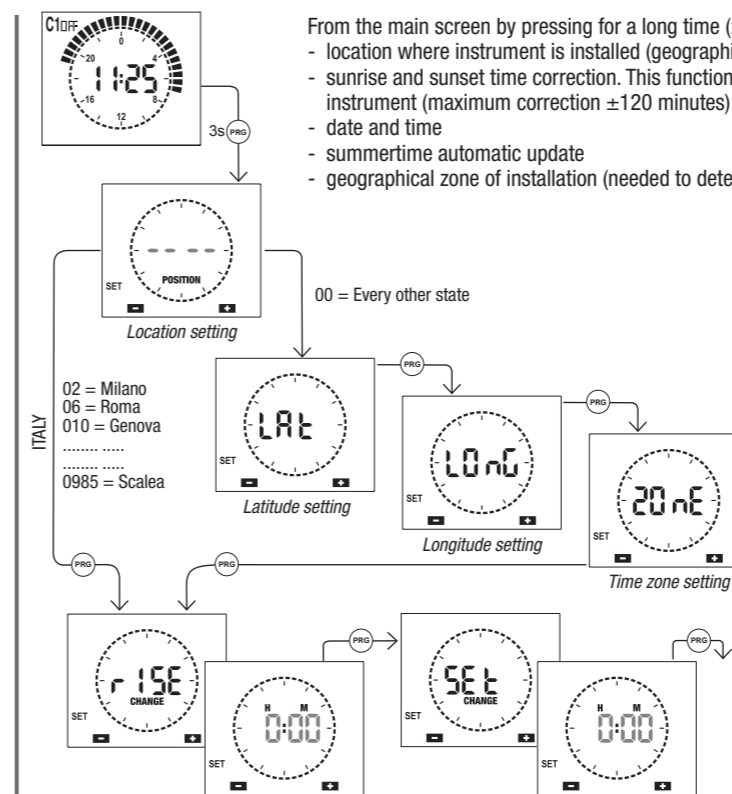 C1OFF
0
20 4
11:25
16 8
12
From the main screen by pressing for a long time (
- location where instrument is installed (geographi
- sunrise and sunset time correction. This function
instrument (maximum correction ±120 minutes)
- date and time
- summertime automatic update
- geographical zone of installation (needed to dete
3s PRG
-- --
POSITION
SET
- +
Location setting
00 = Every other state
ITALY
02 = Milano
06 = Roma
010 = Genova
........ .....
........ .....
0985 = Scalea
PRG
LAt
SET
- +
Latitude setting
PRG
LOnG
SET
- +
Longitude setting
PRG
ZOnE
SET
- +
Time zone setting
PRG
PRG
rISE
CHANGE
SET
- +
H M
0:00
SET
- +
PRG
SEt
CHANGE
SET
- +
H M
0:00
SET
- +
PRG